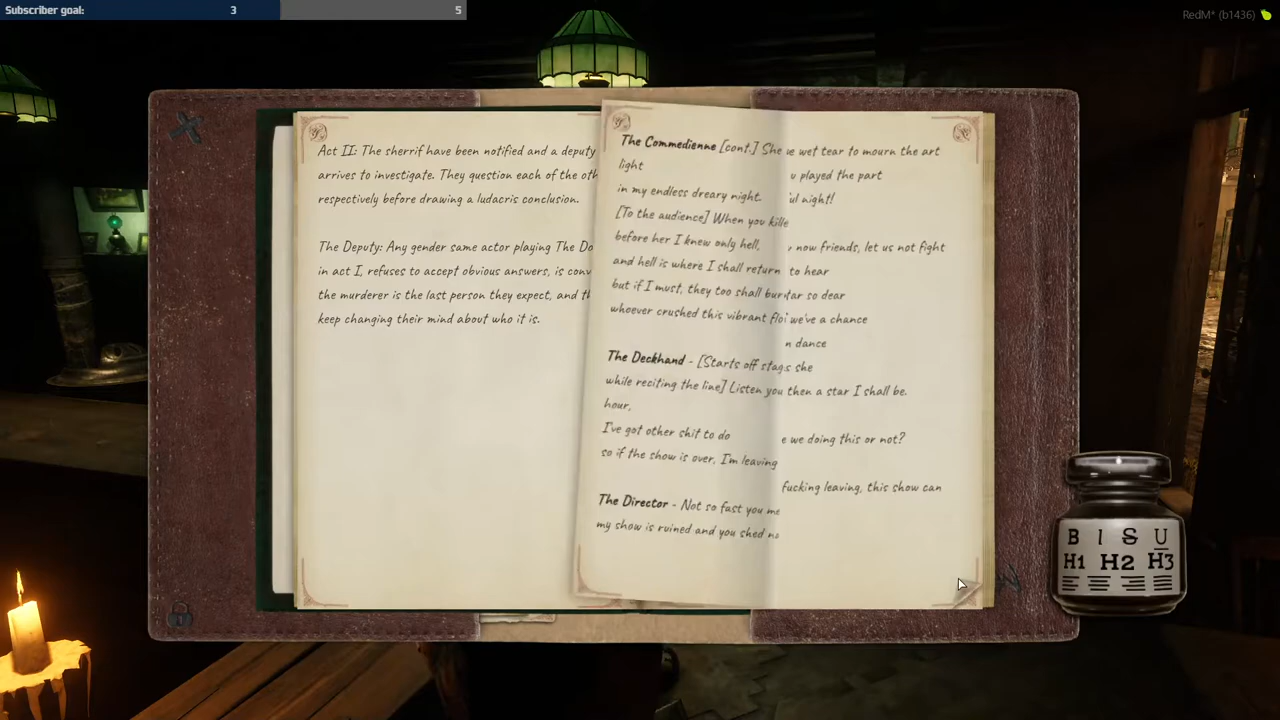 Subscriber goal: 3 5
RedM* (b1436)
Act II: The sherrif have been notified and a deputy
arrives to investigate. They question each of the oth
respectively before drawing a ludacris conclusion.
The Deputy: Any gender same actor playing The Do
in act I, refuses to accept obvious answers, is conv
the murderer is the last person they expect, and th
keep changing their mind about who it is.
The Commedienne [cont.] She
light
in my endless dreary night.
[To the audience] When you kille
before her I knew only hell,
and hell is where I shall return
but if I must, they too shall bur
whoever crushed this vibrant flo
The Deckhand - [Starts off stag
while reciting the line] Listen you
hour,
I've got other shit to do
so if the show is over, I'm leaving
The Director - Not so fast you me
my show is ruined and you shed no
e wet tear to mourn the art
u played the part
ul night!
now friends, let us not fight
to hear
tar so dear
we've a chance
n dance
s she
then a star I shall be.
e we doing this or not?
fucking leaving, this show can
B I S U
H1 H2 H3